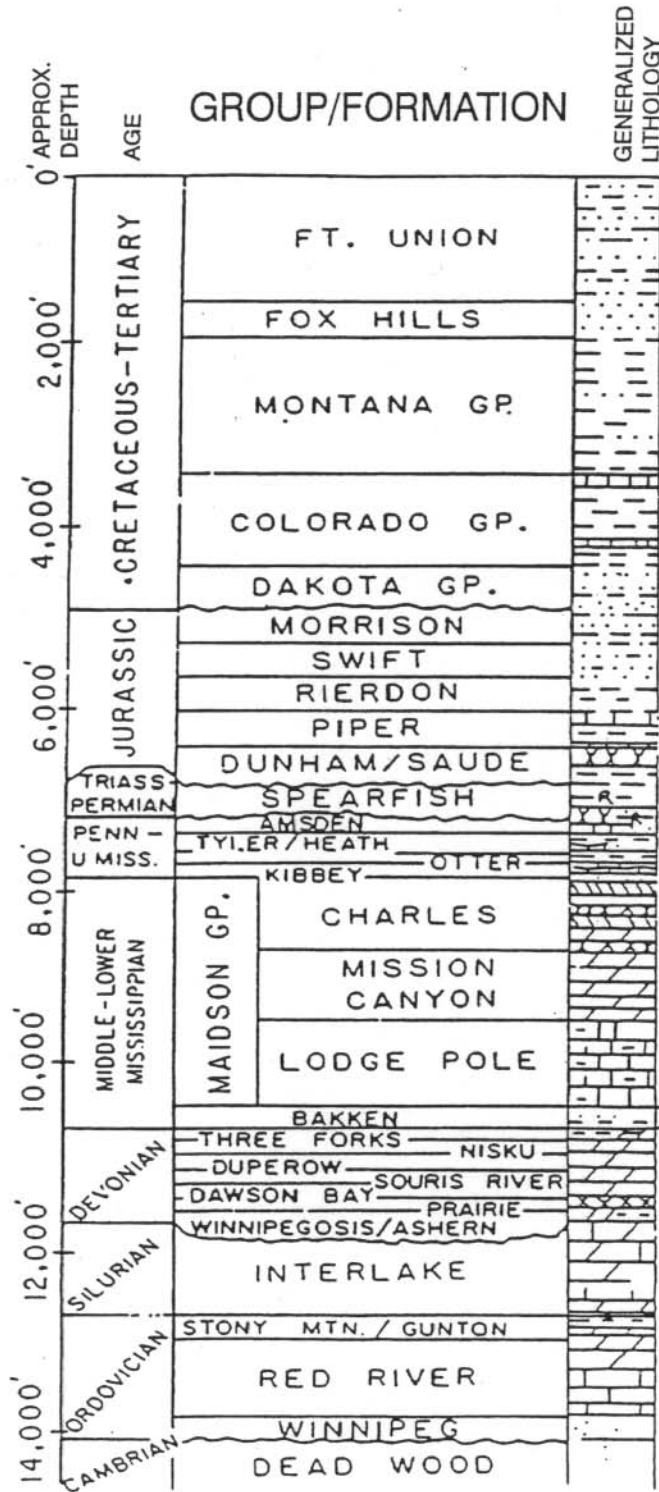 APPROX.
DEPTH
AGE
GROUP/FORMATION
GENERALIZED
LITHOLOGY
0'
2,000'
4,000'
6,000'
8,000'
10,000'
12,000'
14,000'
CRETACEOUS-TERTIARY
JURASSIC
TRIASS
PERMIAN
PENN -
U MISS.
MIDDLE-LOWER
MISSISSIPPIAN
DEVONIAN
SILURIAN
ORDOVICIAN
CAMBRIAN
FT. UNION
FOX HILLS
MONTANA GP.
COLORADO GP.
DAKOTA GP.
MORRISON
SWIFT
RIERDON
PIPER
DUNHAM/SAUDE
SPEARFISH
AMSDEN
TYLER/HEATH
OTTER
KIBBEY
MAIDSON GP.
CHARLES
MISSION
CANYON
LODGE POLE
BAKKEN
THREE FORKS
NISKU
DUPEROW
SOURIS RIVER
DAWSON BAY
PRAIRIE
WINNIPEGOSIS/ASHERN
INTERLAKE
STONY MTN. / GUNTON
RED RIVER
WINNIPEG
DEAD WOOD